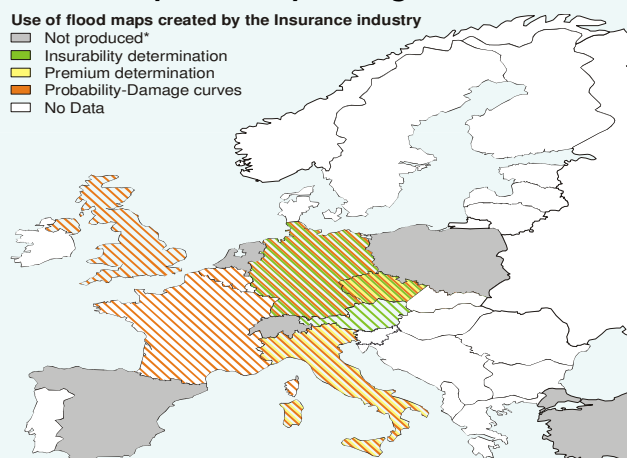 Use of flood maps created by the Insurance industry
Not produced*
Insurability determination
Premium determination
Probability-Damage curves
No Data